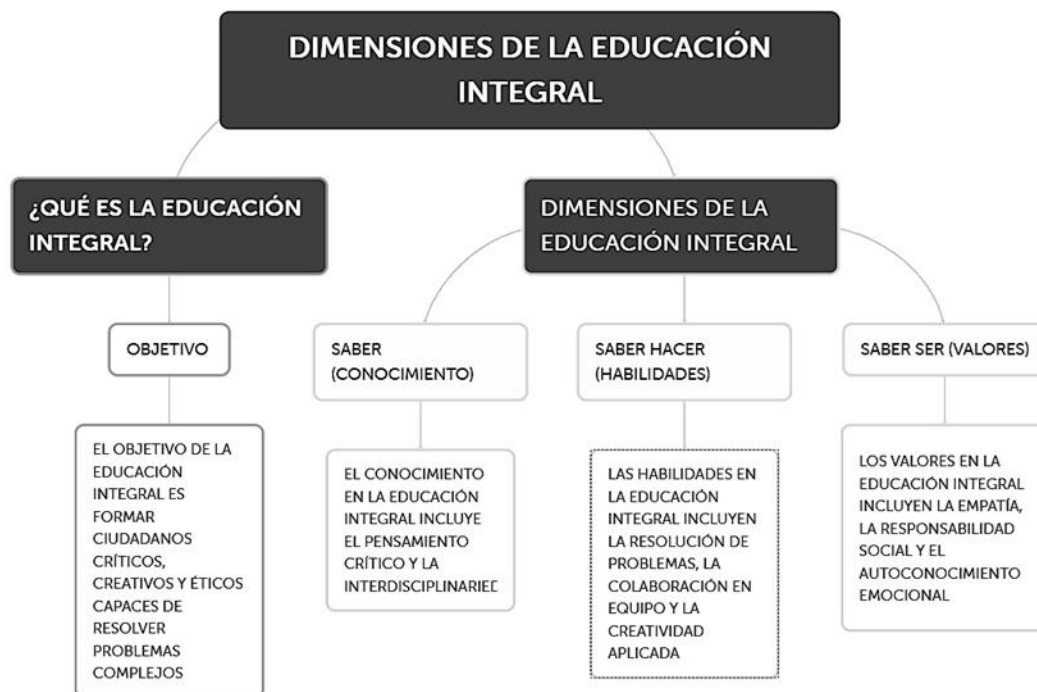 DIMENSIONES DE LA EDUCACIÓN
INTEGRAL
¿QUÉ ES LA EDUCACIÓN
INTEGRAL?
DIMENSIONES DE LA
EDUCACIÓN INTEGRAL
OBJETIVO
SABER
(CONOCIMIENTO)
SABER HACER
(HABILIDADES)
SABER SER (VALORES)
EL OBJETIVO DE LA
EDUCACIÓN
INTEGRAL ES
FORMAR
CIUDADANOS
CRÍTICOS,
CREATIVOS Y ÉTICOS
CAPACES DE
RESOLVER
PROBLEMAS
COMPLEJOS
EL CONOCIMIENTO
EN LA EDUCACIÓN
INTEGRAL INCLUYE
EL PENSAMIENTO
CRÍTICO Y LA
INTERDISCIPLINARIED
LAS HABILIDADES EN
LA EDUCACIÓN
INTEGRAL INCLUYEN
LA RESOLUCIÓN DE
PROBLEMAS, LA
COLABORACIÓN EN
EQUIPO Y LA
CREATIVIDAD
APLICADA
LOS VALORES EN LA
EDUCACIÓN INTEGRAL
INCLUYEN LA EMPATÍA,
LA RESPONSABILIDAD
SOCIAL Y EL
AUTOCONOCIMIENTO
EMOCIONAL